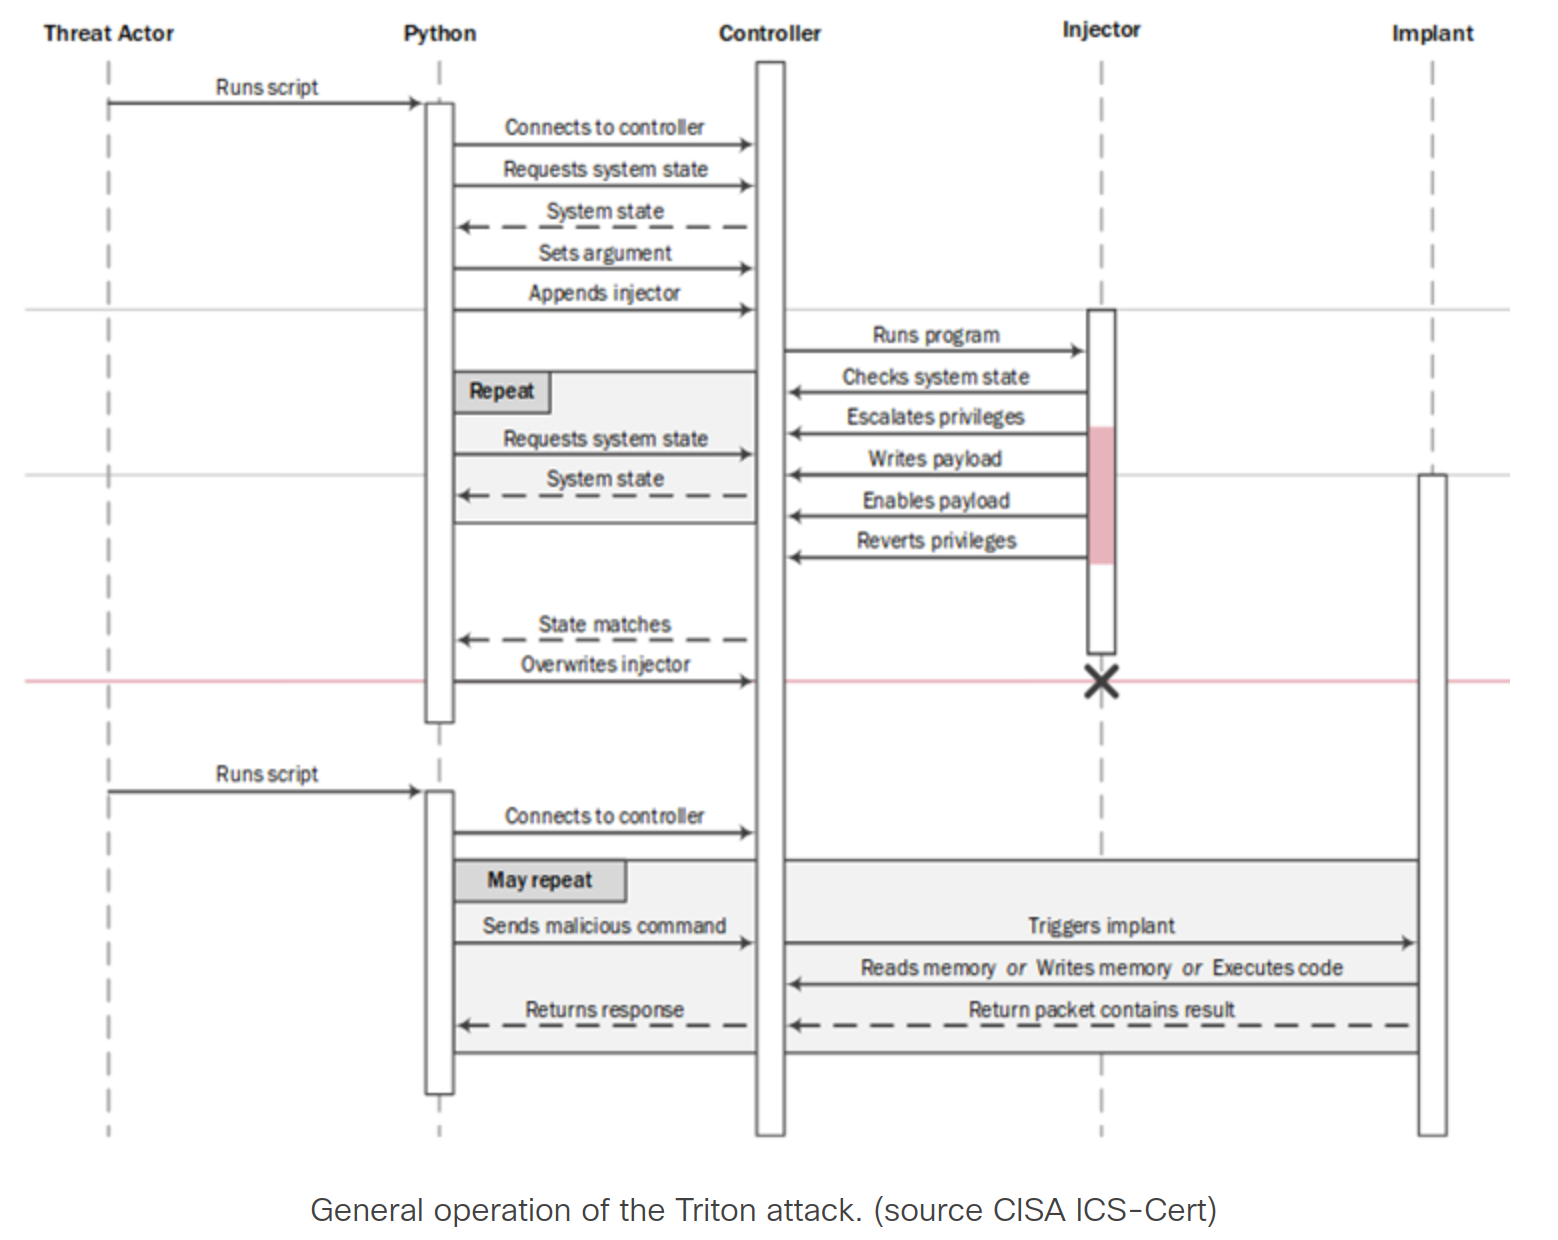 Threat Actor Python Controller Injector Implant
Runs script
Connects to controller
Requests system state
System state
Sets argument
Appends injector
Runs program
Checks system state
Repeat
Escalates privileges
Requests system state
Writes payload
System state
Enables payload
Reverts privileges
State matches
Overwrites injector
Runs script
Connects to controller
May repeat
Sends malicious command Triggers implant
Reads memory or Writes memory or Executes code
Returns response Return packet contains result
General operation of the Triton attack. (source CISA ICS-Cert)